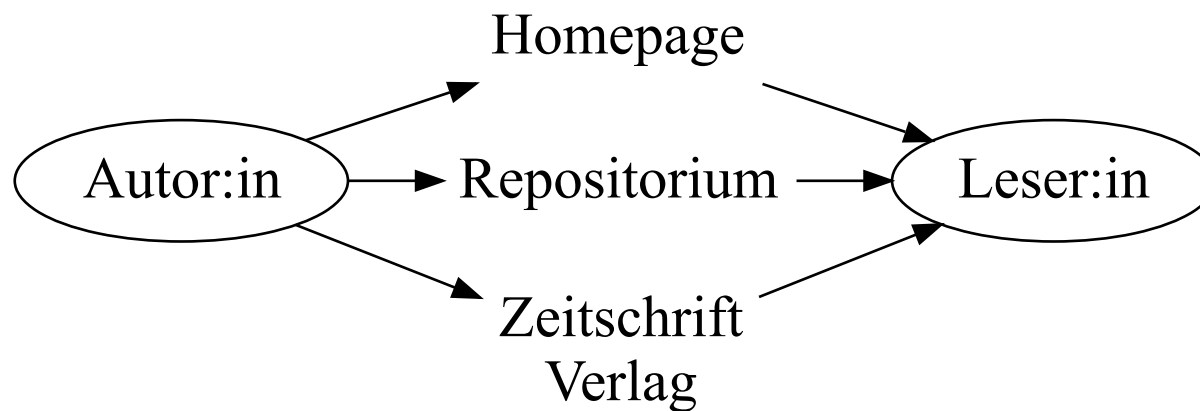 Homepage
Autor:in
Repositorium
Leser:in
Zeitschrift
Verlag